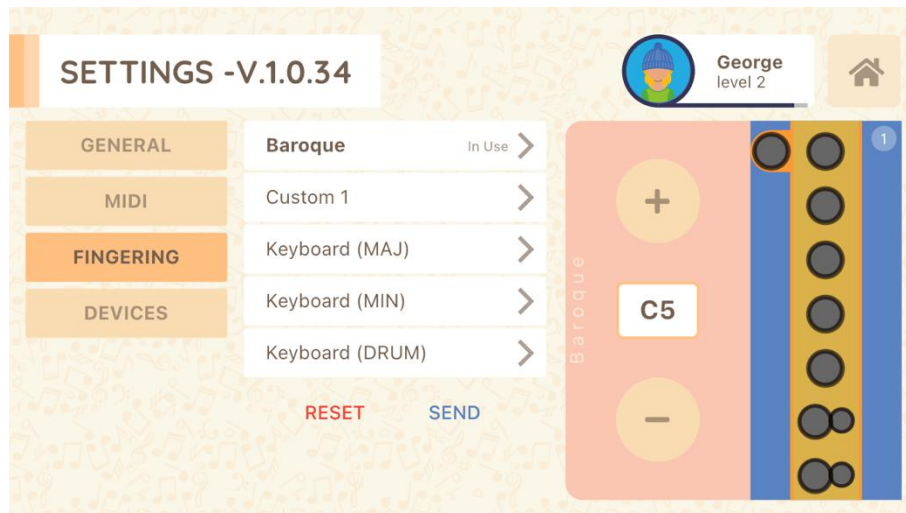 SETTINGS -V.1.0.34
George
level 2
GENERAL
MIDI
FINGERING
DEVICES
Baroque In Use
Custom 1
Keyboard (MAJ)
Keyboard (MIN)
Keyboard (DRUM)
RESET SEND
Baroque
+
C5
−
1